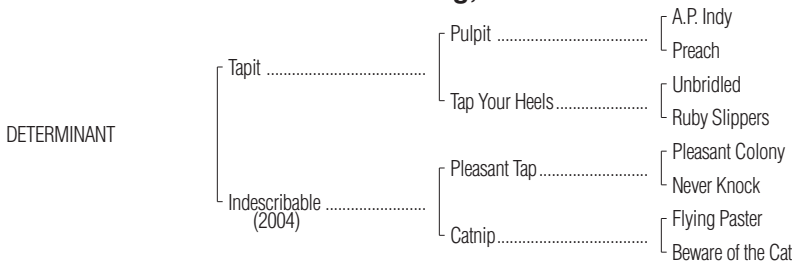 A.P. Indy
Pulpit ............................................
Preach
Tapit ..............................................
Unbridled
Tap Your Heels..........................
Ruby Slippers
DETERMINANT
Pleasant Colony
Pleasant Tap...............................
Never Knock
Indescribable .............................
(2004)
Flying Paster
Catnip...........................................
Beware of the Cat